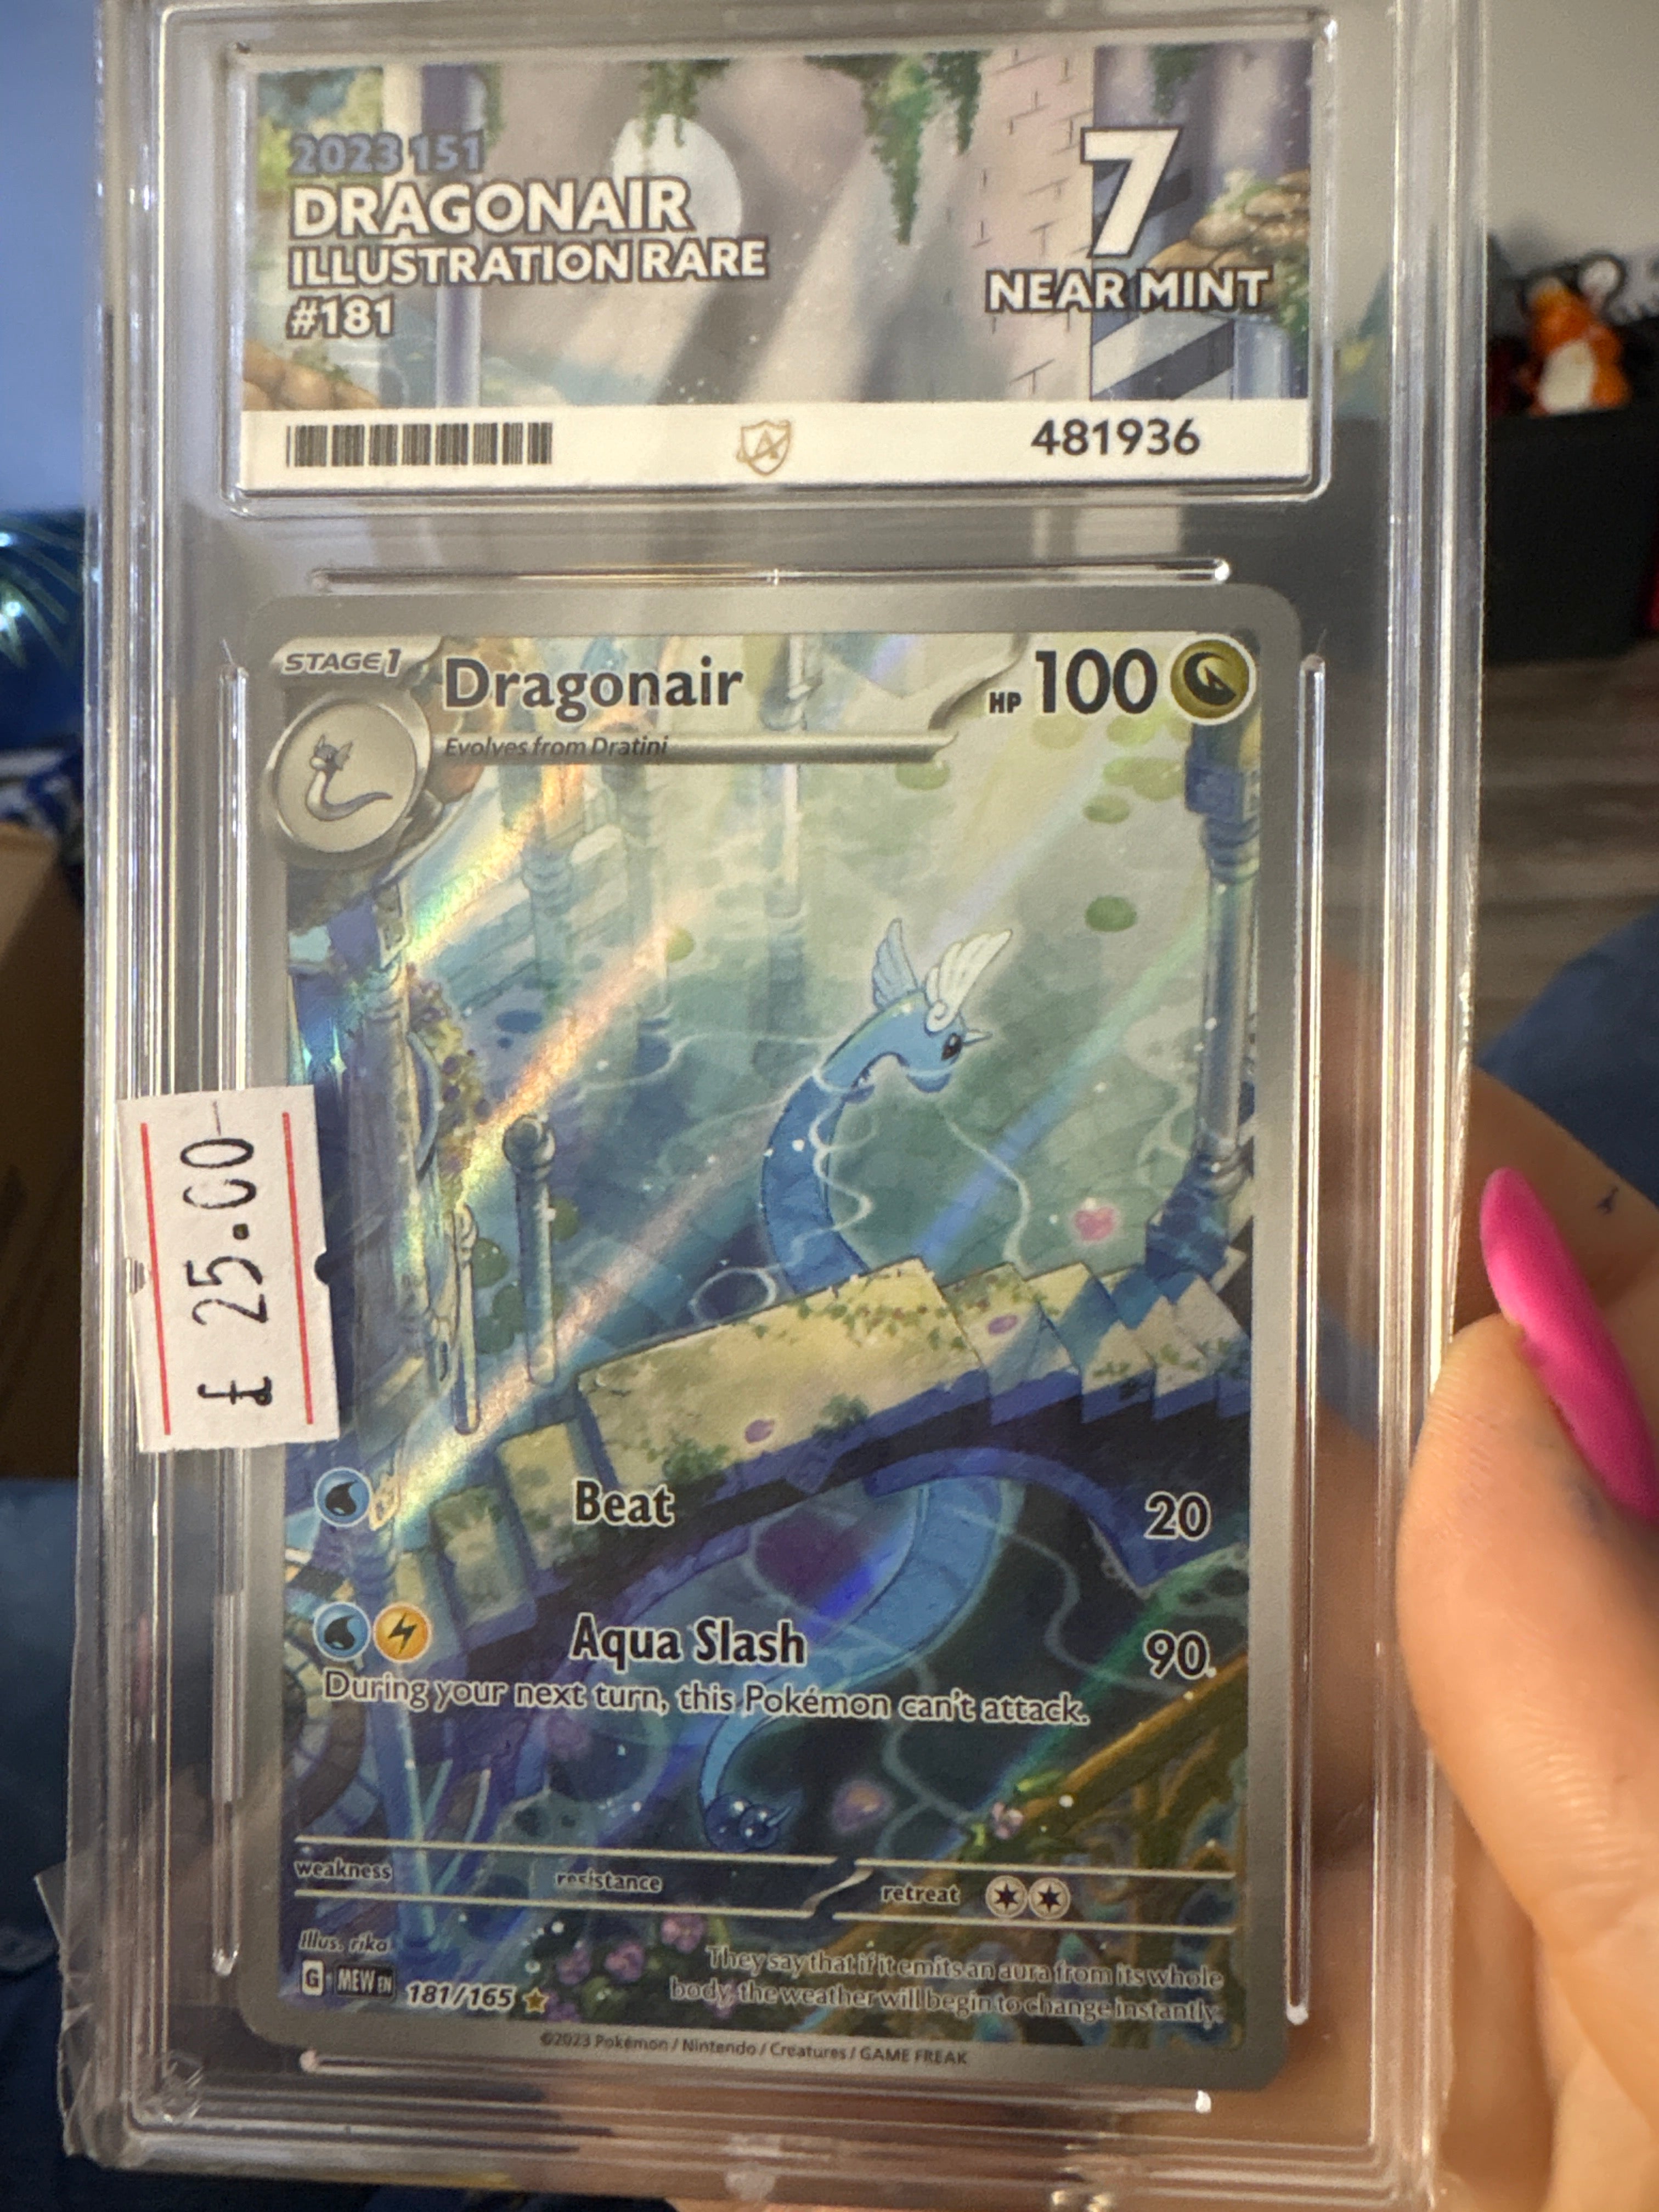 2023 151
DRAGONAIR
ILLUSTRATION RARE
#181
7
NEAR MINT
481936
STAGE 1
Dragonair
HP 100
Evolves from Dratini
£ 25.00
Beat 20
Aqua Slash 90
During your next turn, this Pokémon can't attack.
weakness resistance retreat
Illus. rika
G MEW EN 181/165
They say that if it emits an aura from its whole
body, the weather will begin to change instantly.
©2023 Pokémon / Nintendo / Creatures / GAME FREAK